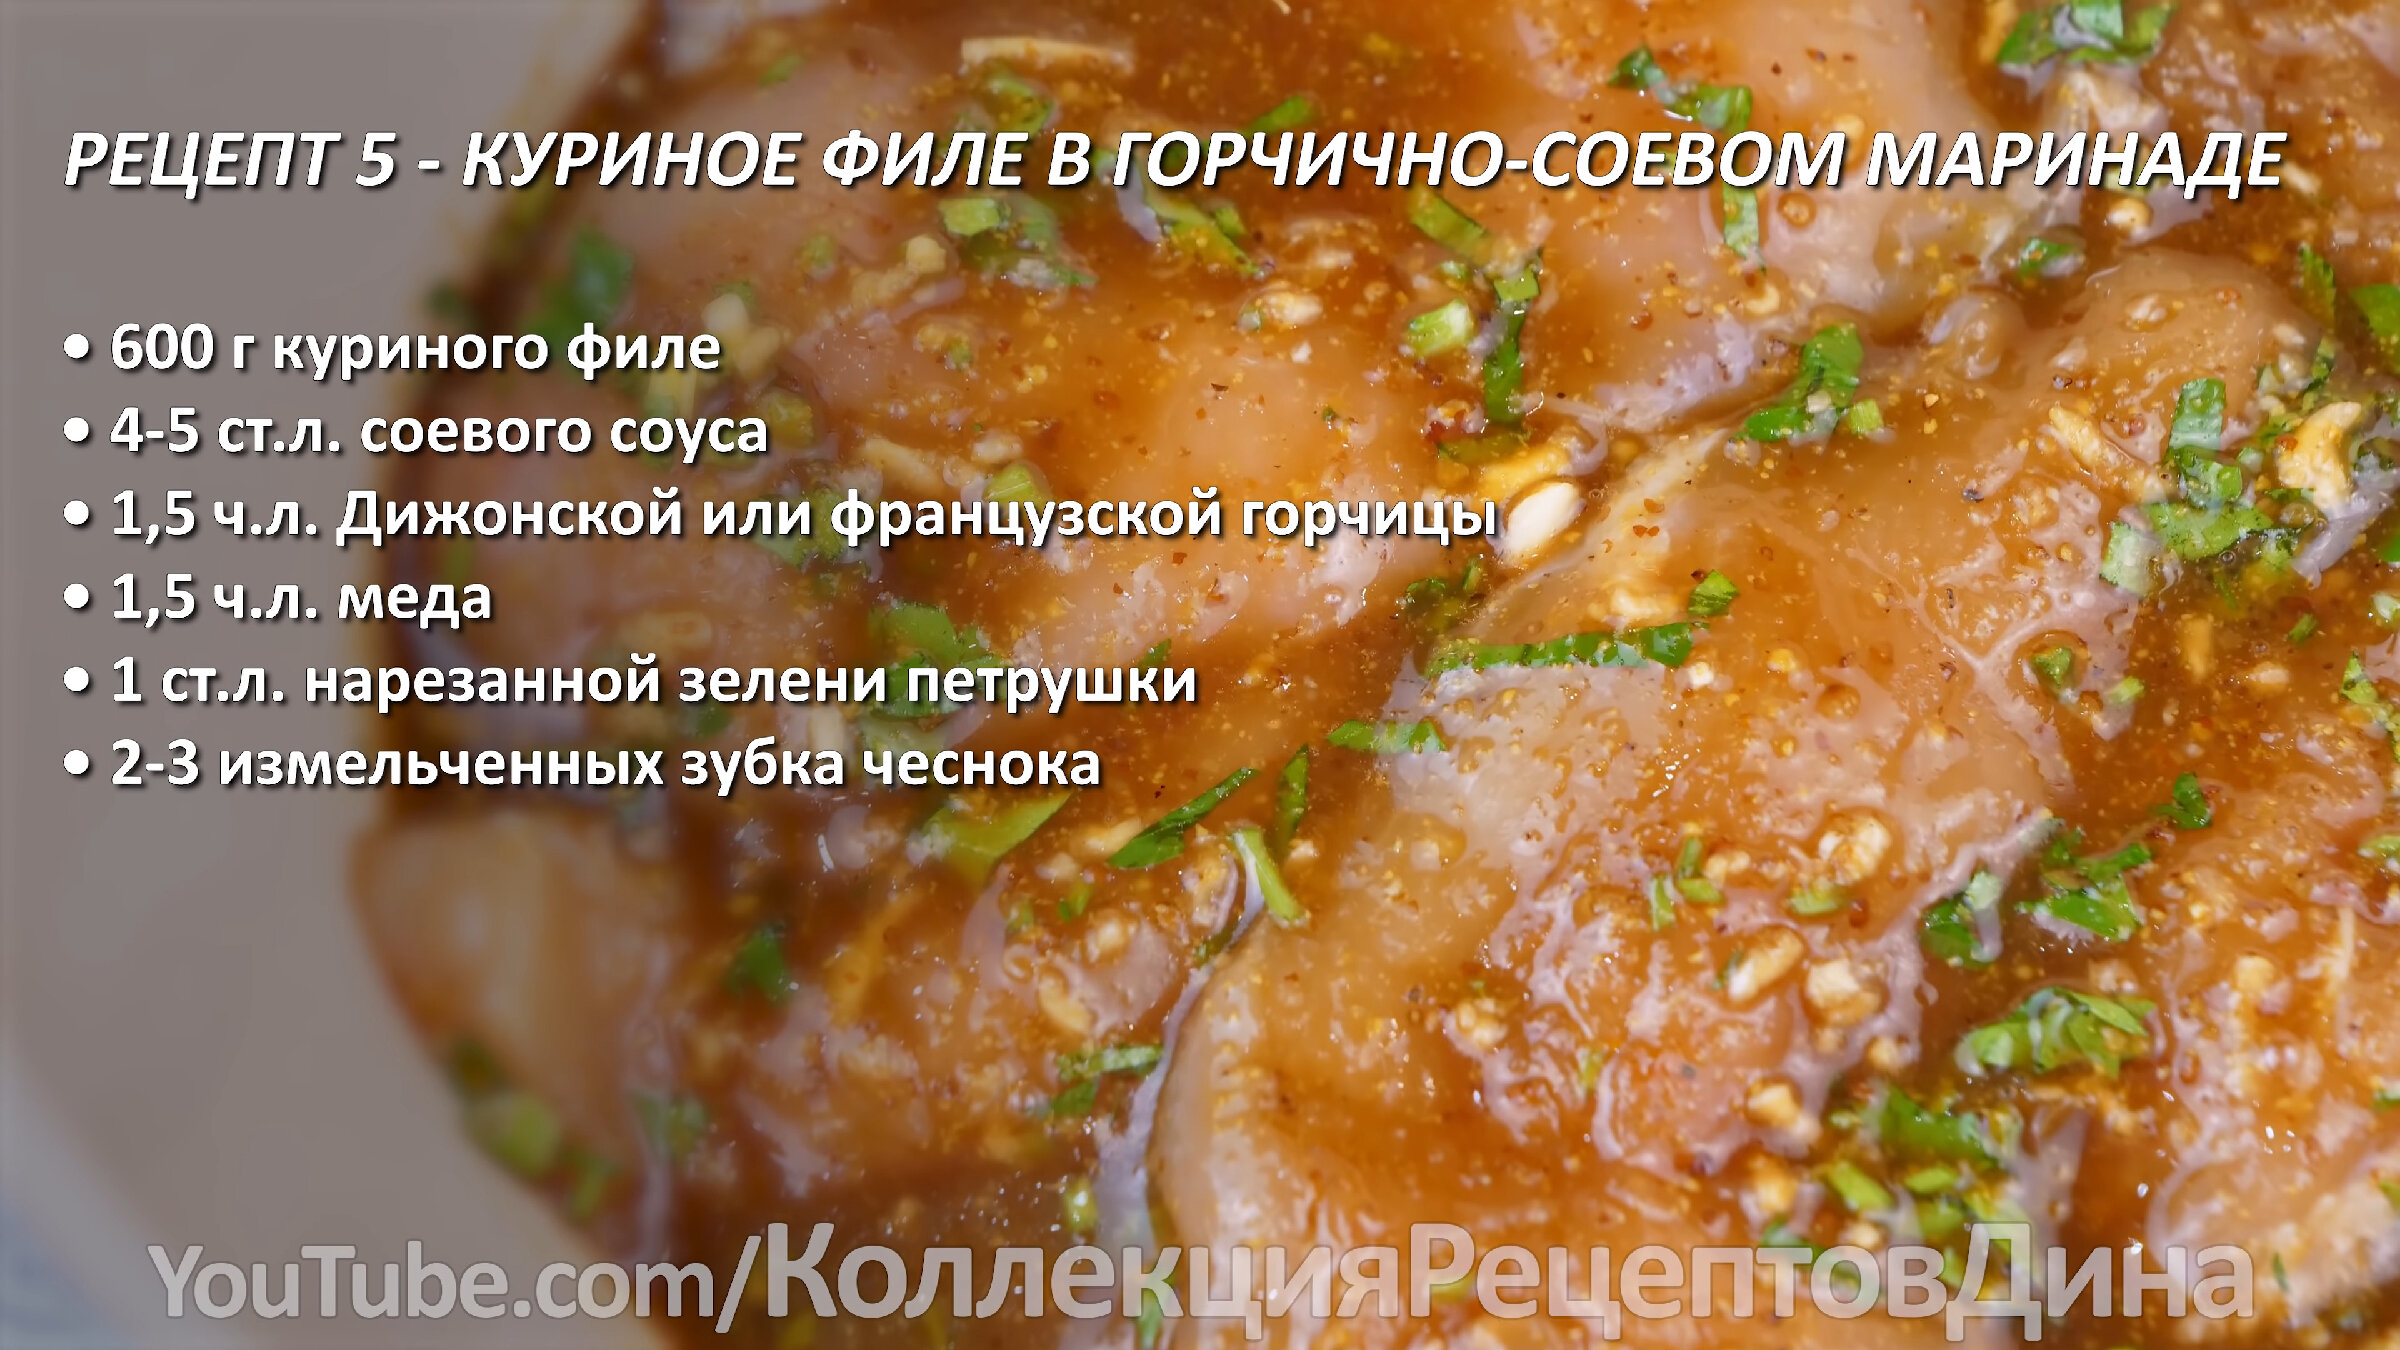 РЕЦЕПТ 5 - КУРИНОЕ ФИЛЕ В ГОРЧИЧНО-СОЕВОМ МАРИНАДЕ
• 600 г куриного филе
• 4-5 ст.л. соевого соуса
• 1,5 ч.л. Дижонской или французской горчицы
• 1,5 ч.л. меда
• 1 ст.л. нарезанной зелени петрушки
• 2-3 измельченных зубка чеснока
YouTube.com/КоллекцияРецептовДина